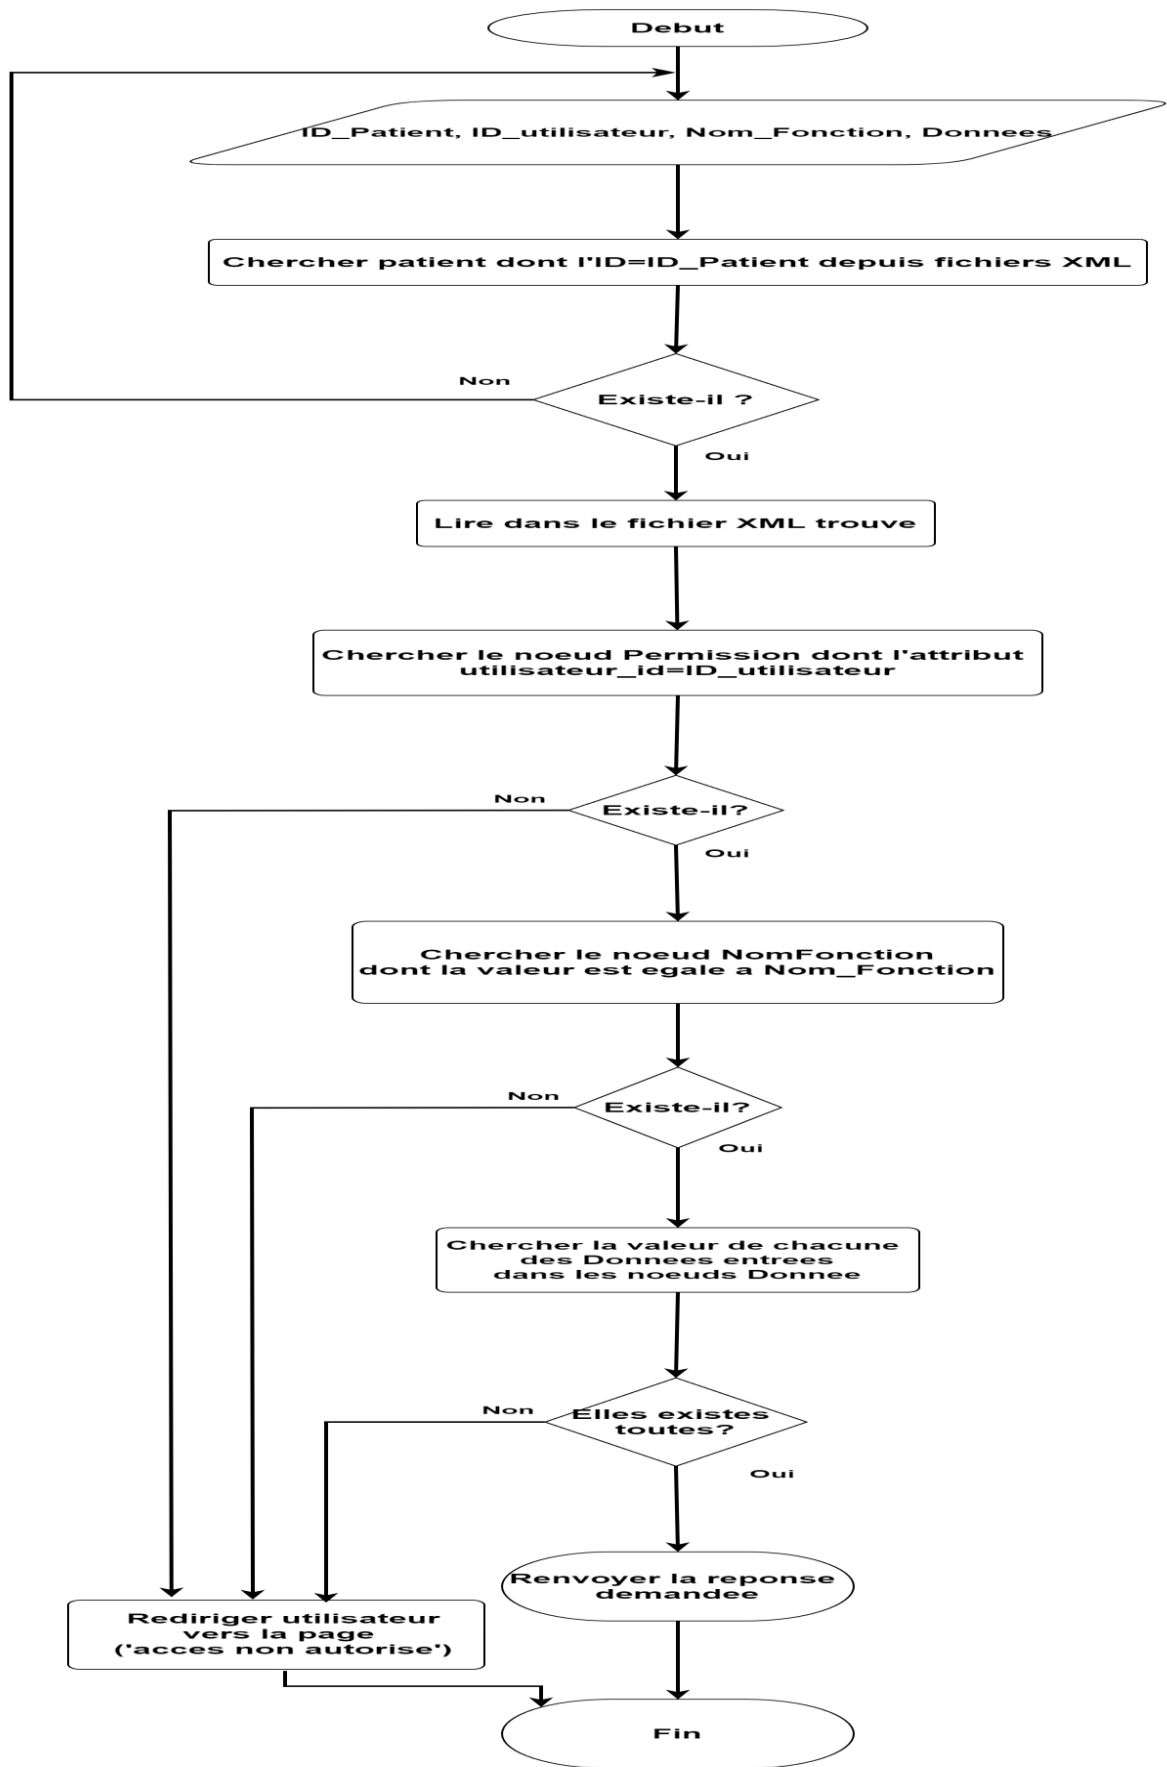 Debut
ID_Patient, ID_utilisateur, Nom_Fonction, Donnees
Chercher patient dont l'ID=ID_Patient depuis fichiers XML
Non
Existe-il ?
Oui
Lire dans le fichier XML trouve
Chercher le noeud Permission dont l'attribut
utilisateur_id=ID_utilisateur
Non
Existe-il?
Oui
Chercher le noeud NomFonction
dont la valeur est egale a Nom_Fonction
Non
Existe-il?
Oui
Chercher la valeur de chacune
des Donnees entrees
dans les noeuds Donnee
Non
Elles existes
toutes?
Oui
Renvoyer la reponse
demandee
Rediriger utilisateur
vers la page
('acces non autorise')
Fin